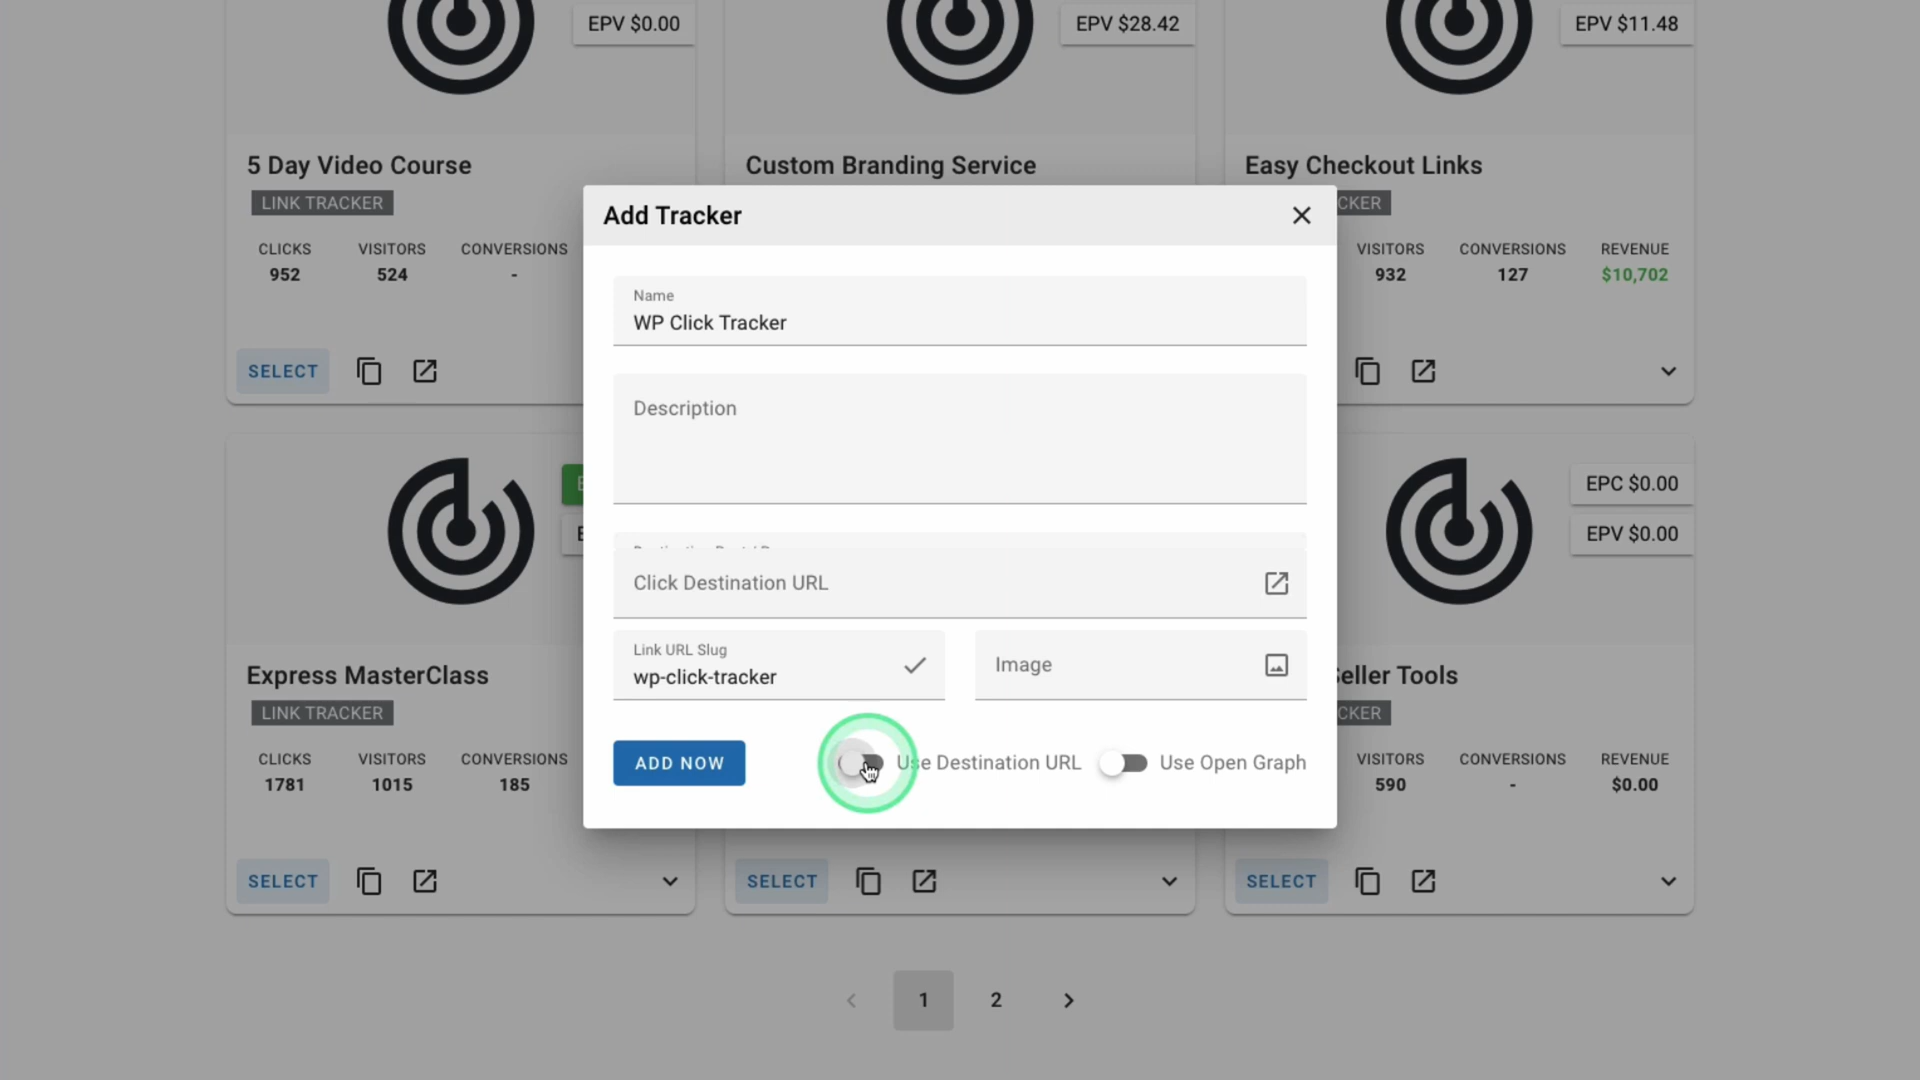 EPV $0.00
EPV $28.42
EPV $11.48
5 Day Video Course
Custom Branding Service
Easy Checkout Links
LINK TRACKER
CKER
CLICKS VISITORS CONVERSIONS
952 524 -
VISITORS CONVERSIONS REVENUE
932 127 $10,702
SELECT
Add Tracker
Name
WP Click Tracker
Description
Click Destination URL
Link URL Slug
wp-click-tracker
Image
ADD NOW
Use Destination URL
Use Open Graph
EPC $0.00
EPV $0.00
Express MasterClass
Seller Tools
LINK TRACKER
CKER
CLICKS VISITORS CONVERSIONS
1781 1015 185
VISITORS CONVERSIONS REVENUE
590 - $0.00
SELECT
SELECT
SELECT
1 2